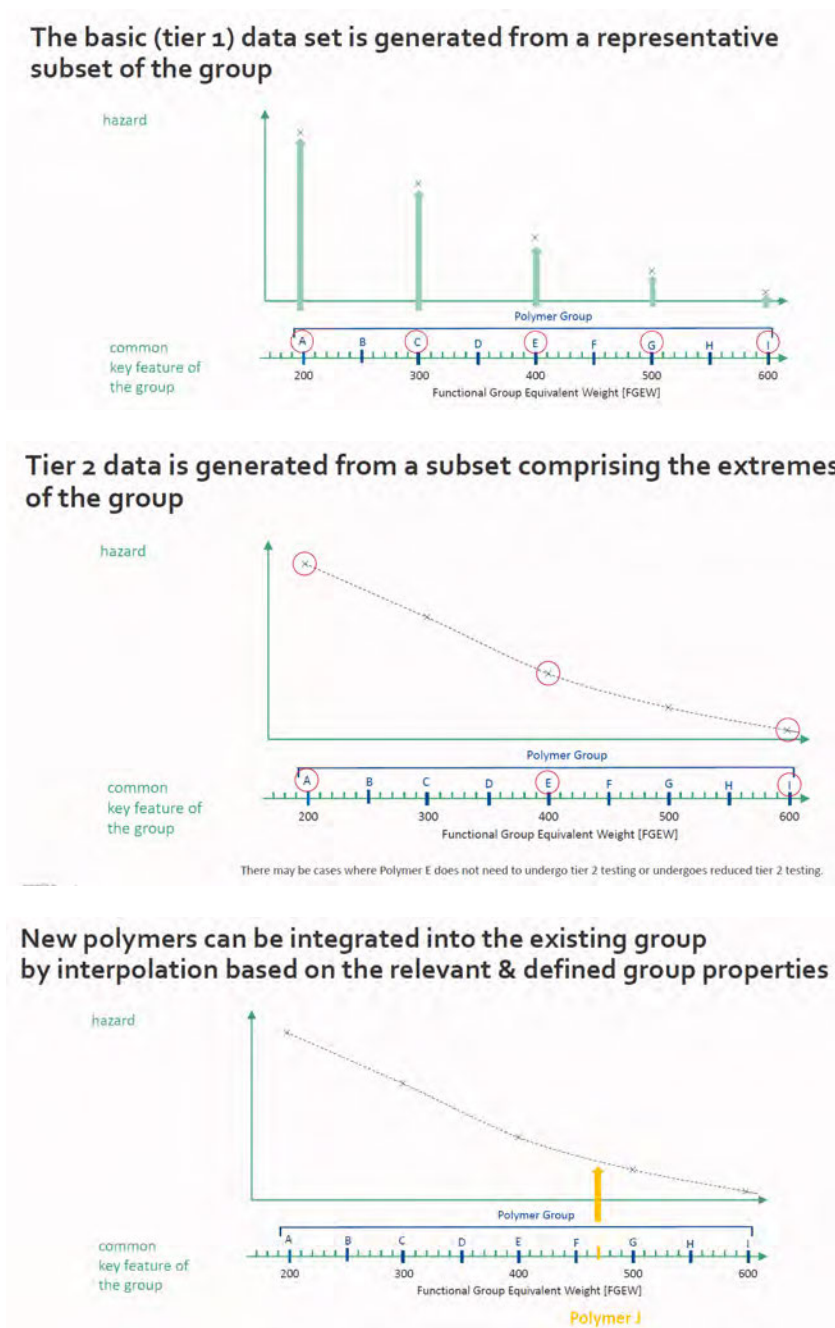 The basic (tier 1) data set is generated from a representative
subset of the group
hazard
Polymer Group
A B C D E F G H I
common
key feature of
the group
200 300 400 500 600
Functional Group Equivalent Weight [FGEW]
Tier 2 data is generated from a subset comprising the extremes
of the group
hazard
Polymer Group
A B C D E F G H I
common
key feature of
the group
200 300 400 500 600
Functional Group Equivalent Weight [FGEW]
There may be cases where Polymer E does not need to undergo tier 2 testing or undergoes reduced tier 2 testing.
New polymers can be integrated into the existing group
by interpolation based on the relevant & defined group properties
hazard
Polymer Group
A B C D E F G H I
common
key feature of
the group
200 300 400 500 600
Functional Group Equivalent Weight [FGEW]
Polymer J